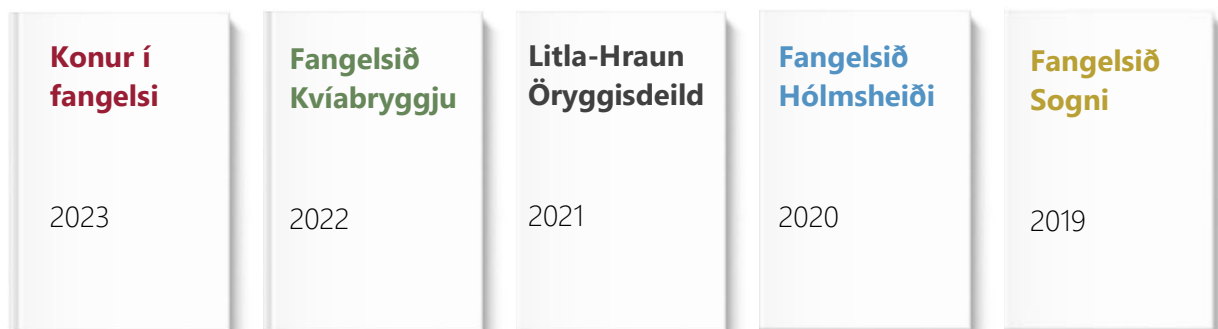 Konur í
fangelsi
2023
Fangelsið
Kvíabryggju
2022
Litla-Hraun
Öryggisdeild
2021
Fangelsið
Hólmsheiði
2020
Fangelsið
Sogni
2019